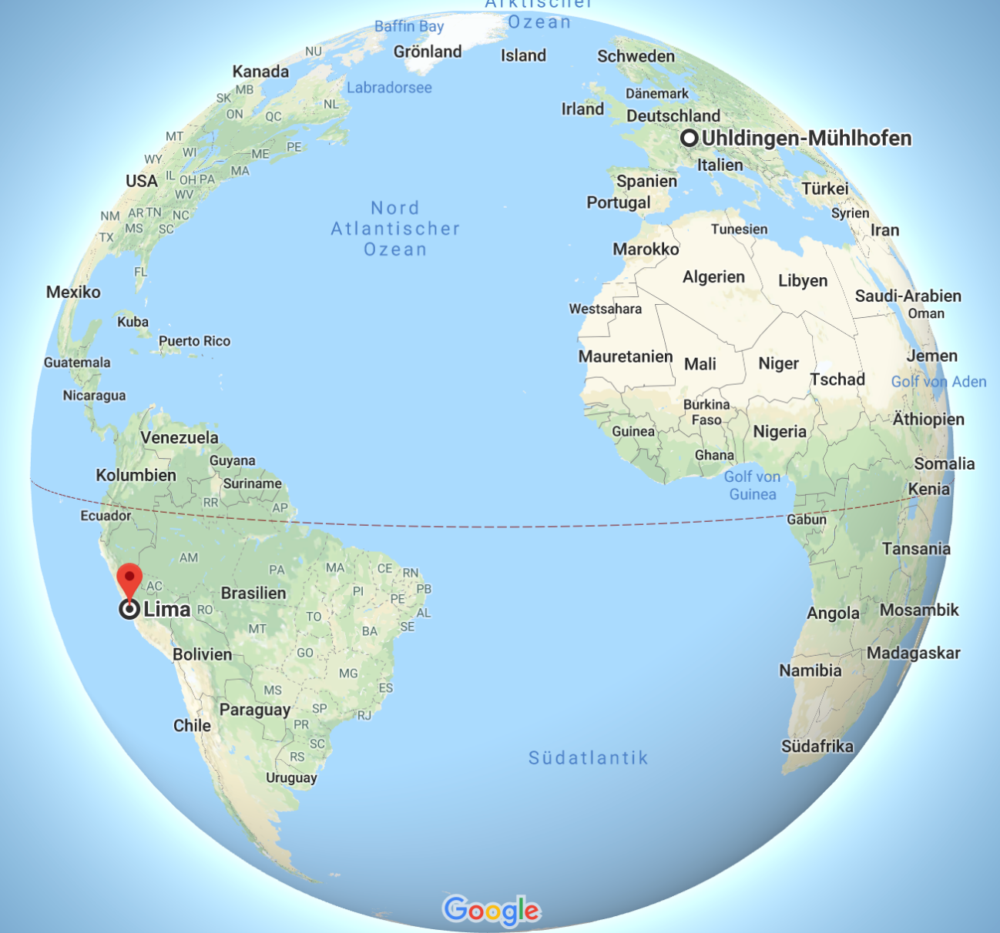 Arktischer
Ozean
Baffin Bay
Grönland
Island
Schweden
NU
Kanada
MB
SK
ON
QC
NL
Labradorsee
Dänemark
Irland
Deutschland
Uhldingen-Mühlhofen
MT
WI
PE
ME
WY
MA
IL
OH
PA
USA
WV
Italien
Spanien
Portugal
Türkei
Syrien
Iran
NM
AR
TN
NC
MS
SC
TX
Nord
Atlantischer
Ozean
Tunesien
Marokko
Algerien
Libyen
FL
Mexiko
Saudi-Arabien
Oman
Westsahara
Kuba
Puerto Rico
Guatemala
Mauretanien
Mali
Niger
Jemen
Tschad
Golf von Aden
Nicaragua
Burkina
Faso
Äthiopien
Guinea
Nigeria
Venezuela
Guyana
Ghana
Somalia
Kolumbien
Suriname
Golf von
Guinea
Kenia
RR
AP
Ecuador
Gabun
Tansania
AM
PA
MA
CE
RN
AC
Brasilien
PI
PE
PB
Lima
RO
TO
AL
Angola
Mosambik
MT
BA
SE
Bolivien
GO
Madagaskar
MG
Namibia
MS
ES
Paraguay
SP
RJ
Chile
PR
SC
Südafrika
RS
Südatlantik
Uruguay
Google